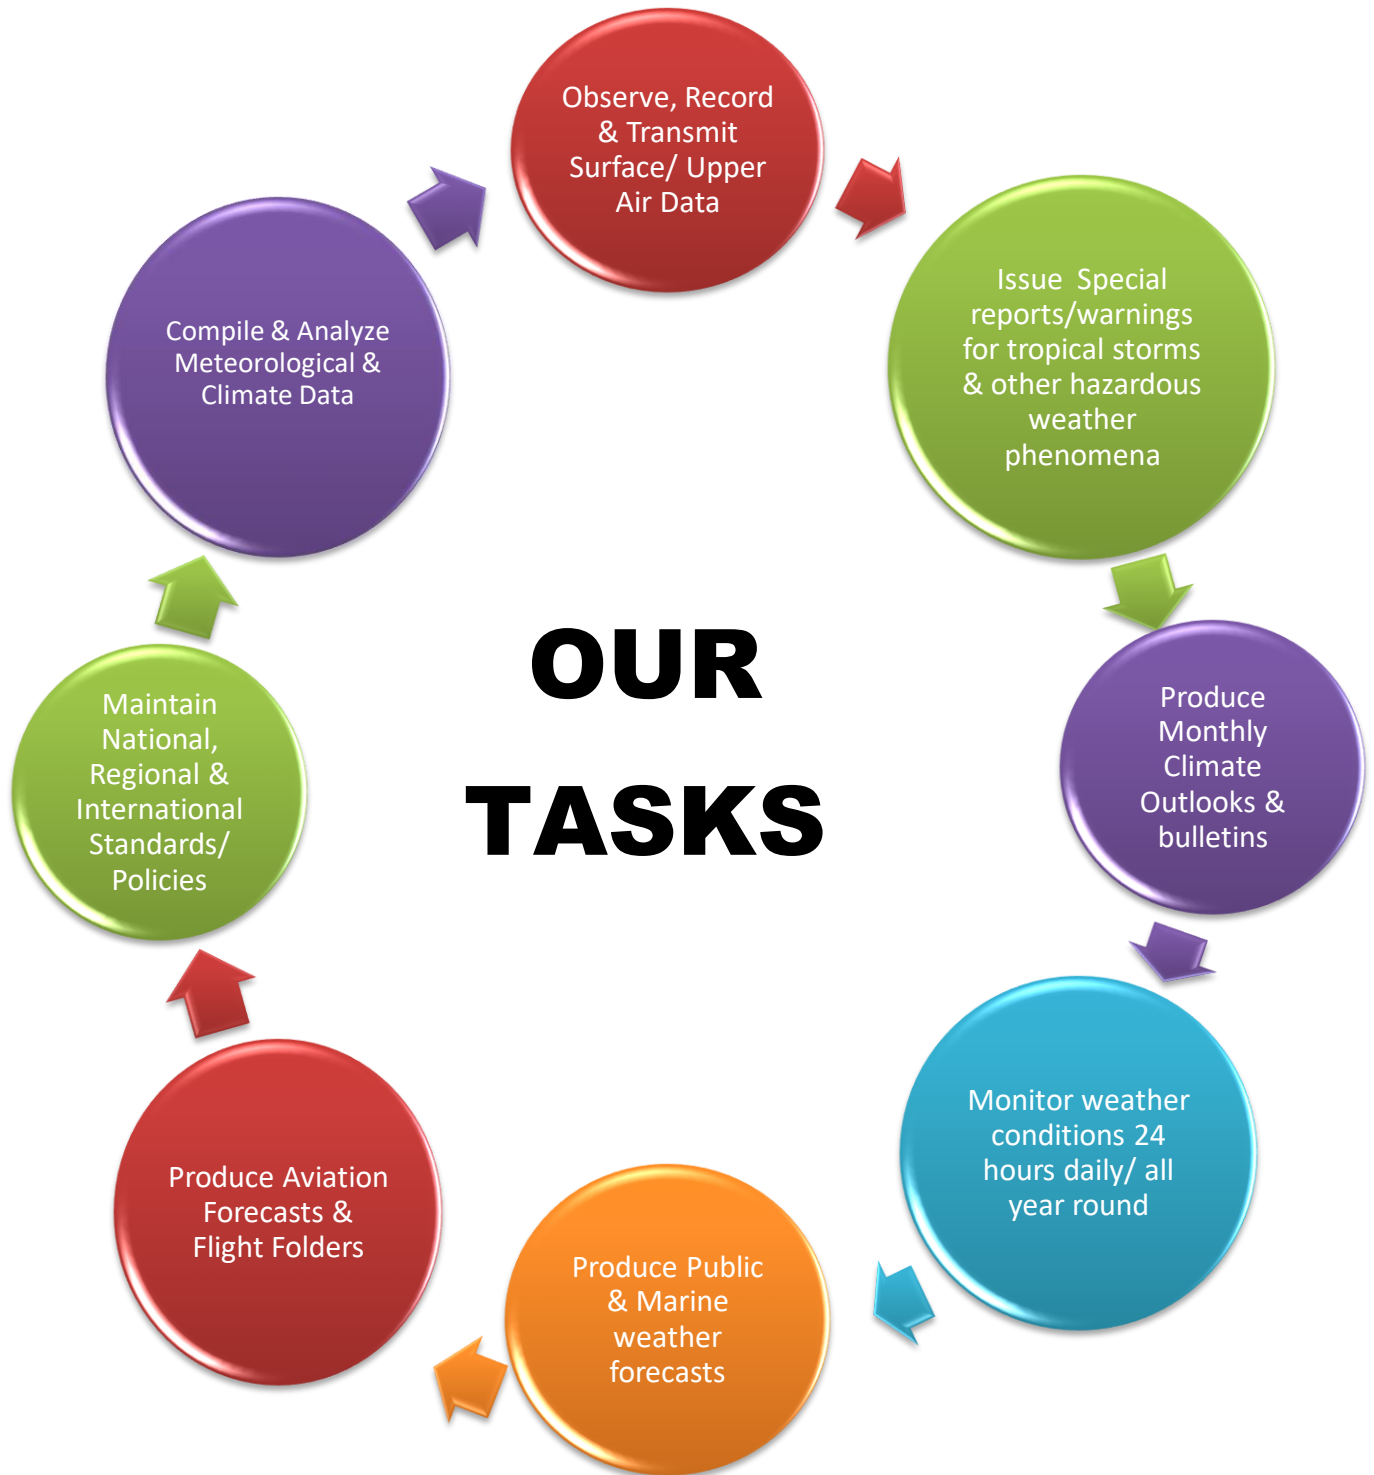 Observe, Record
& Transmit
Surface/ Upper
Air Data
Issue  Special
reports/warnings
for tropical storms
& other hazardous
weather
phenomena
Produce
Monthly
Climate
Outlooks &
bulletins
Monitor weather
conditions 24
hours daily/ all
year round
Produce Public
& Marine
weather
forecasts
Produce Aviation
Forecasts &
Flight Folders
Maintain
National,
Regional &
International
Standards/
Policies
Compile & Analyze
Meteorological &
Climate Data
OUR
TASKS